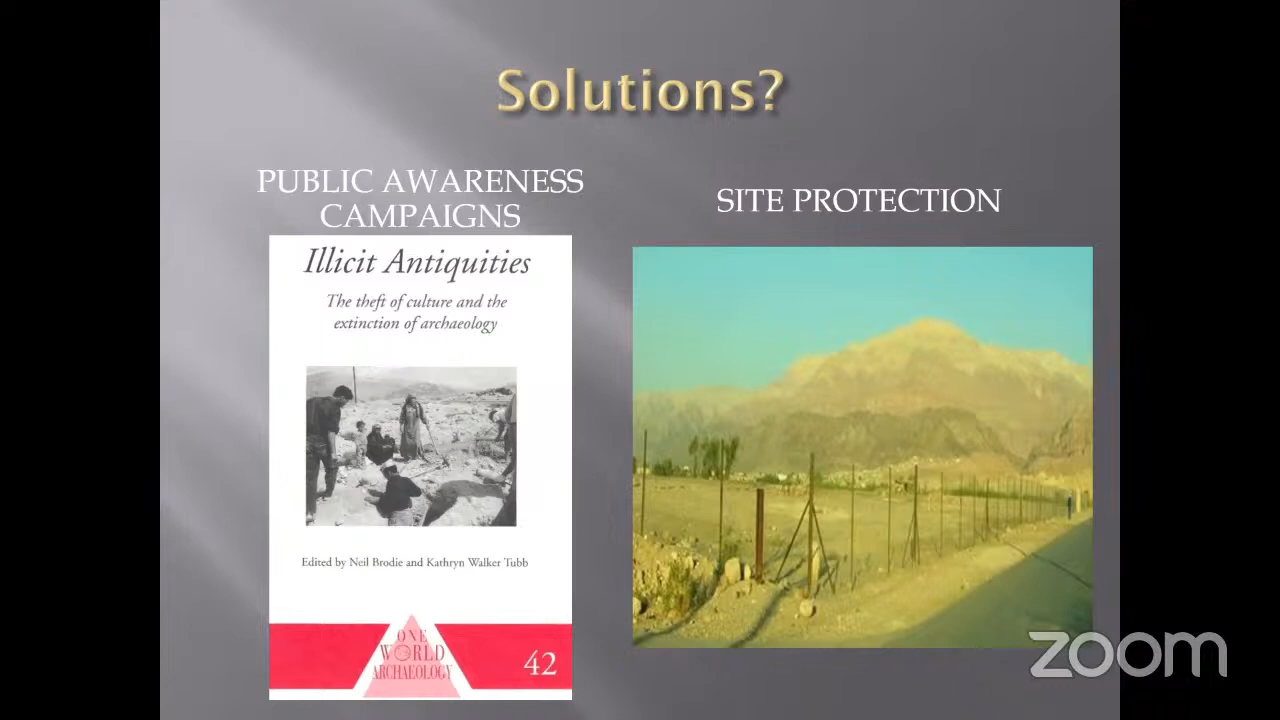 Solutions?
PUBLIC AWARENESS
CAMPAIGNS
SITE PROTECTION
Illicit Antiquities
The theft of culture and the
extinction of archaeology
Edited by Neil Brodie and Kathryn Walker Tubb
ONE
WORLD
ARCHAEOLOGY
42
zoom